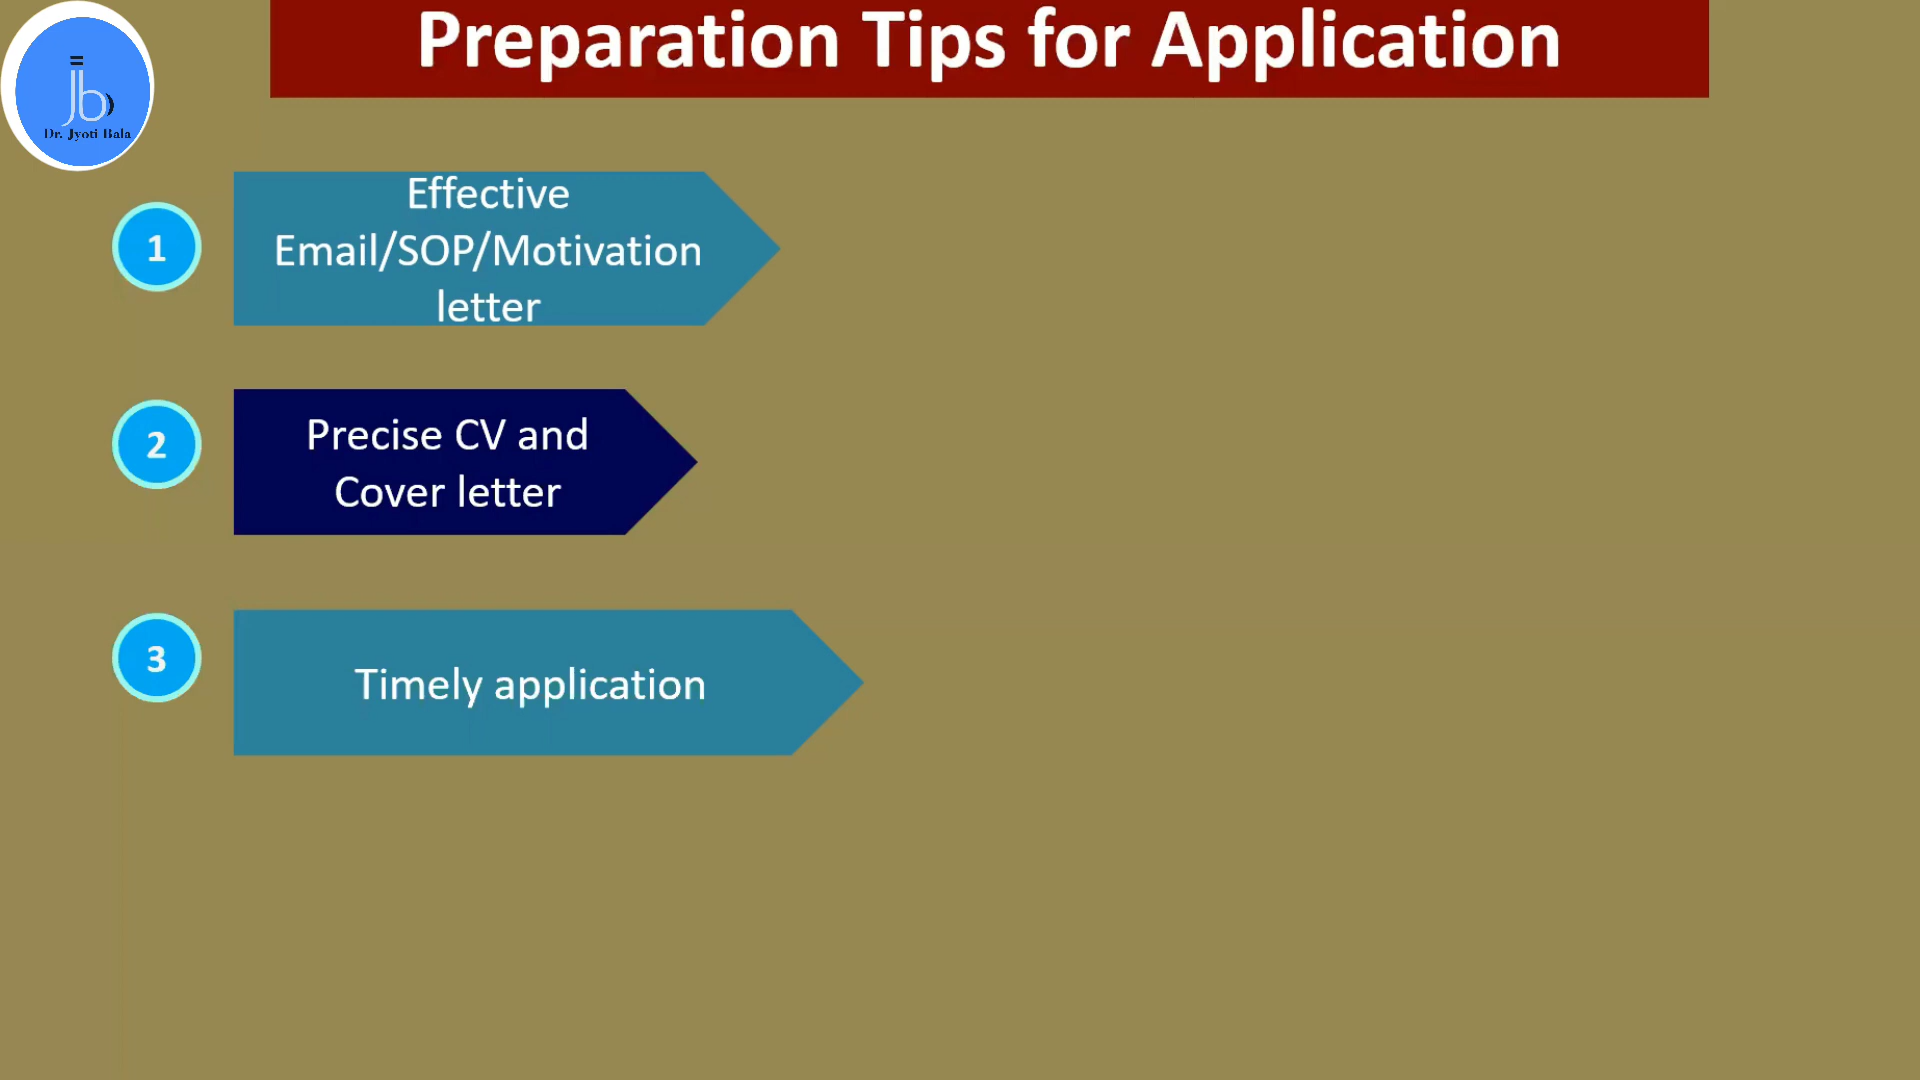 Preparation Tips for Application
jb
Dr. Jyoti Bala
1
Effective
Email/SOP/Motivation
letter
2
Precise CV and
Cover letter
3
Timely application